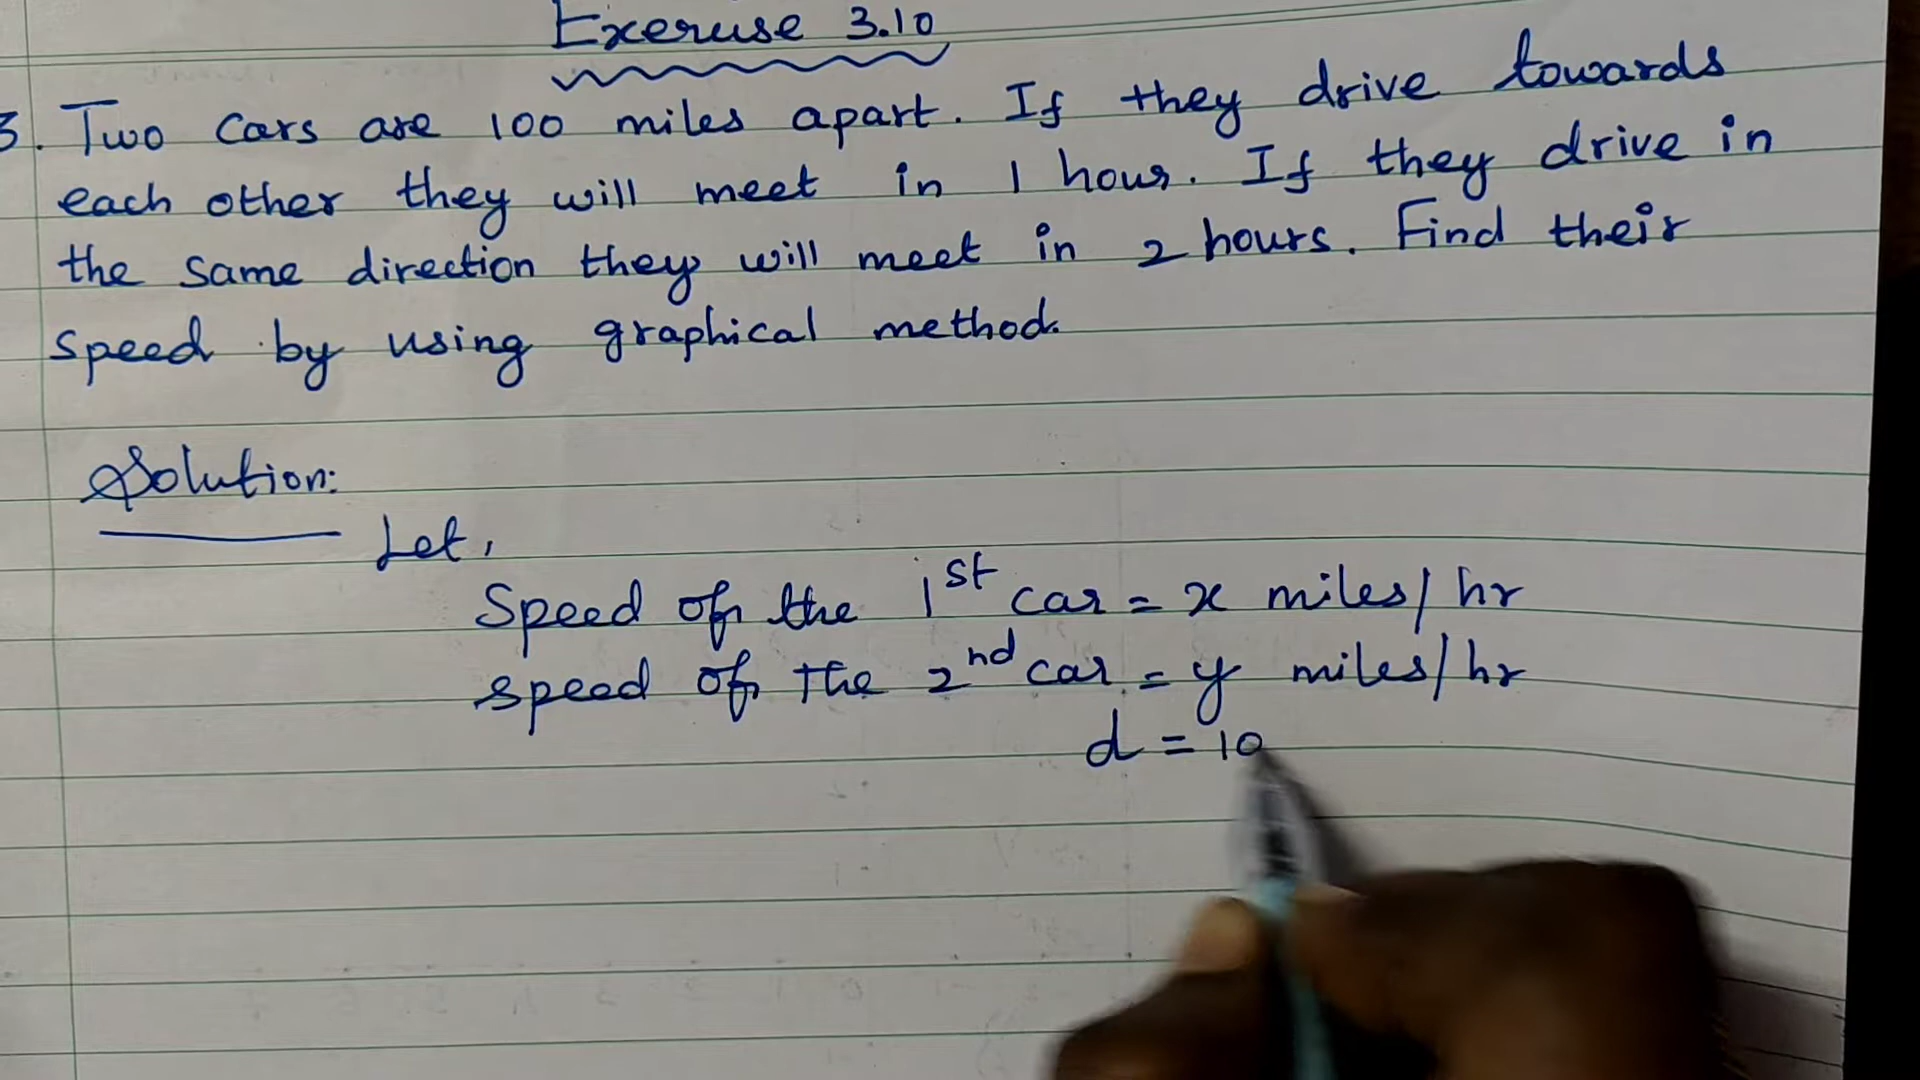 Exercise 3.10
3. Two cars are 100 miles apart. If they drive towards
each other they will meet in 1 hour. If they drive in
the same direction they will meet in 2 hours. Find their
speed by using graphical method.
Solution:
Let,
Speed of the 1st car = x miles/hr
speed of the 2nd car = y miles/hr
d = 10